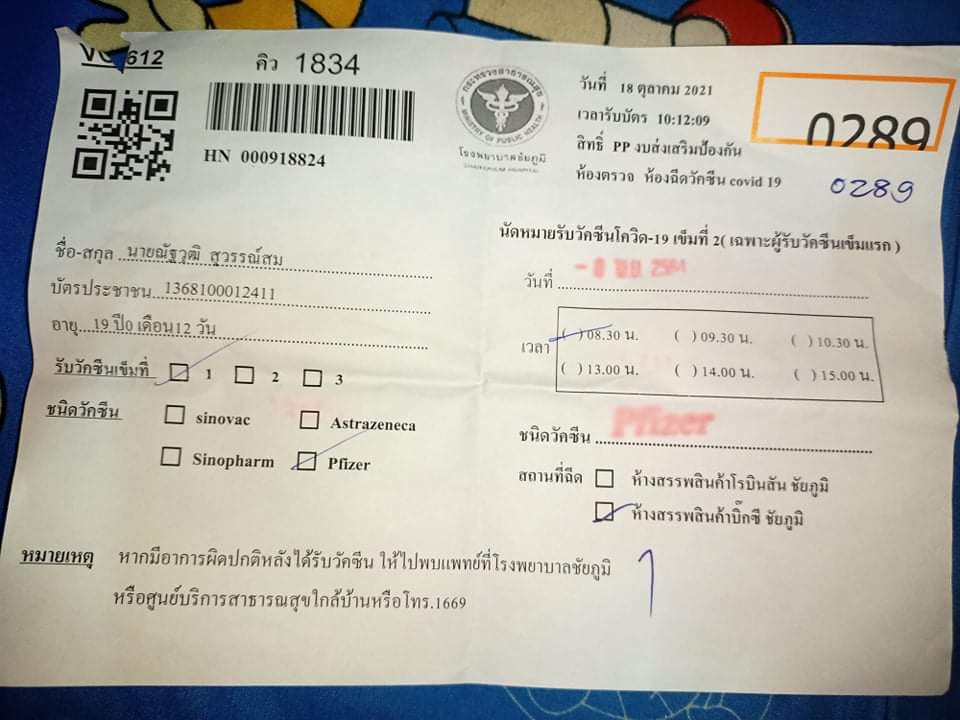 612
คิว 1834
HN 000918824
กระทรวงสาธารณสุข
MINISTRY OF PUBLIC HEALTH
โรงพยาบาลชัยภูมิ
วันที่ 18 ตุลาคม 2021
เวลารับบัตร 10:12:09
สิทธิ์ PP งบส่งเสริมป้องกัน
ห้องตรวจ ห้องฉีดวัคซีน covid 19
0289
0289
ชื่อ-สกุล นายณัฐวุฒิ สุวรรณ์สม
บัตรประชาชน 1368100012411
อายุ 19 ปี0 เดือน12 วัน
รับวัคซีนเข็มที่ 1 2 3
ชนิดวัคซีน sinovac Astrazeneca
Sinopharm Pfizer
นัดหมายรับวัคซีนโควิด-19 เข็มที่ 2( เฉพาะผู้รับวัคซีนเข็มแรก )
วันที่ พ.ย. 2564
เวลา ( ) 08.30 น. ( ) 09.30 น. ( ) 10.30 น.
( ) 13.00 น. ( ) 14.00 น. ( ) 15.00 น.
ชนิดวัคซีน Pfizer
สถานที่ฉีด ห้างสรรพสินค้าโรบินสัน ชัยภูมิ
ห้างสรรพสินค้าบิ๊กซี ชัยภูมิ
หมายเหตุ หากมีอาการผิดปกติหลังได้รับวัคซีน ให้ไปพบแพทย์ที่โรงพยาบาลชัยภูมิ
หรือศูนย์บริการสาธารณสุขใกล้บ้านหรือโทร.1669
1